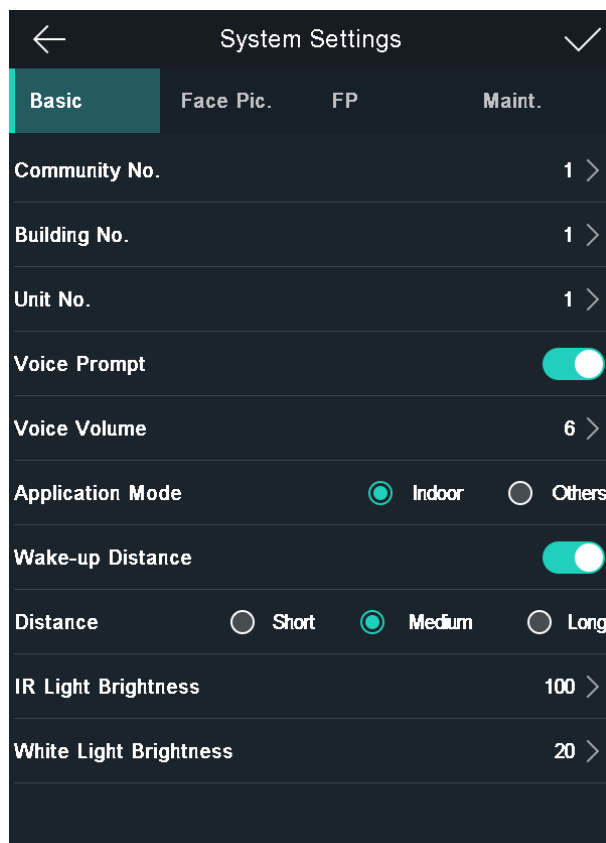 System Settings
Basic Face Pic. FP Maint.
Community No. 1
Building No. 1
Unit No. 1
Voice Prompt
Voice Volume 6
Application Mode Indoor Others
Wake-up Distance
Distance Short Medium Long
IR Light Brightness 100
White Light Brightness 20